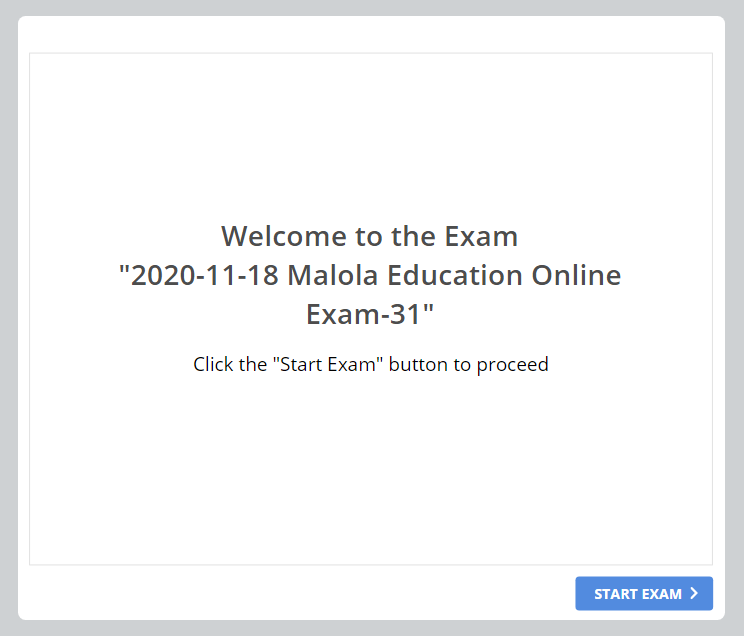 Welcome to the Exam
"2020-11-18 Malola Education Online
Exam-31"
Click the "Start Exam" button to proceed
START EXAM